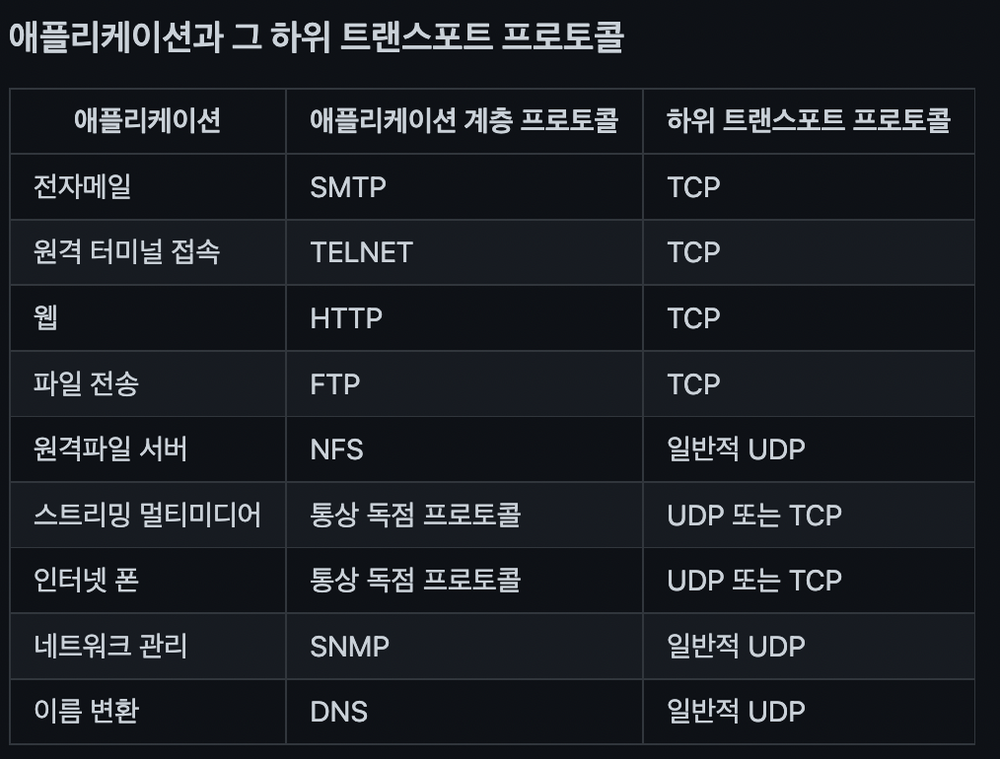 애플리케이션과 그 하위 트랜스포트 프로토콜
애플리케이션 애플리케이션 계층 프로토콜 하위 트랜스포트 프로토콜
전자메일 SMTP TCP
원격 터미널 접속 TELNET TCP
웹 HTTP TCP
파일 전송 FTP TCP
원격파일 서버 NFS 일반적 UDP
스트리밍 멀티미디어 통상 독점 프로토콜 UDP 또는 TCP
인터넷 폰 통상 독점 프로토콜 UDP 또는 TCP
네트워크 관리 SNMP 일반적 UDP
이름 변환 DNS 일반적 UDP